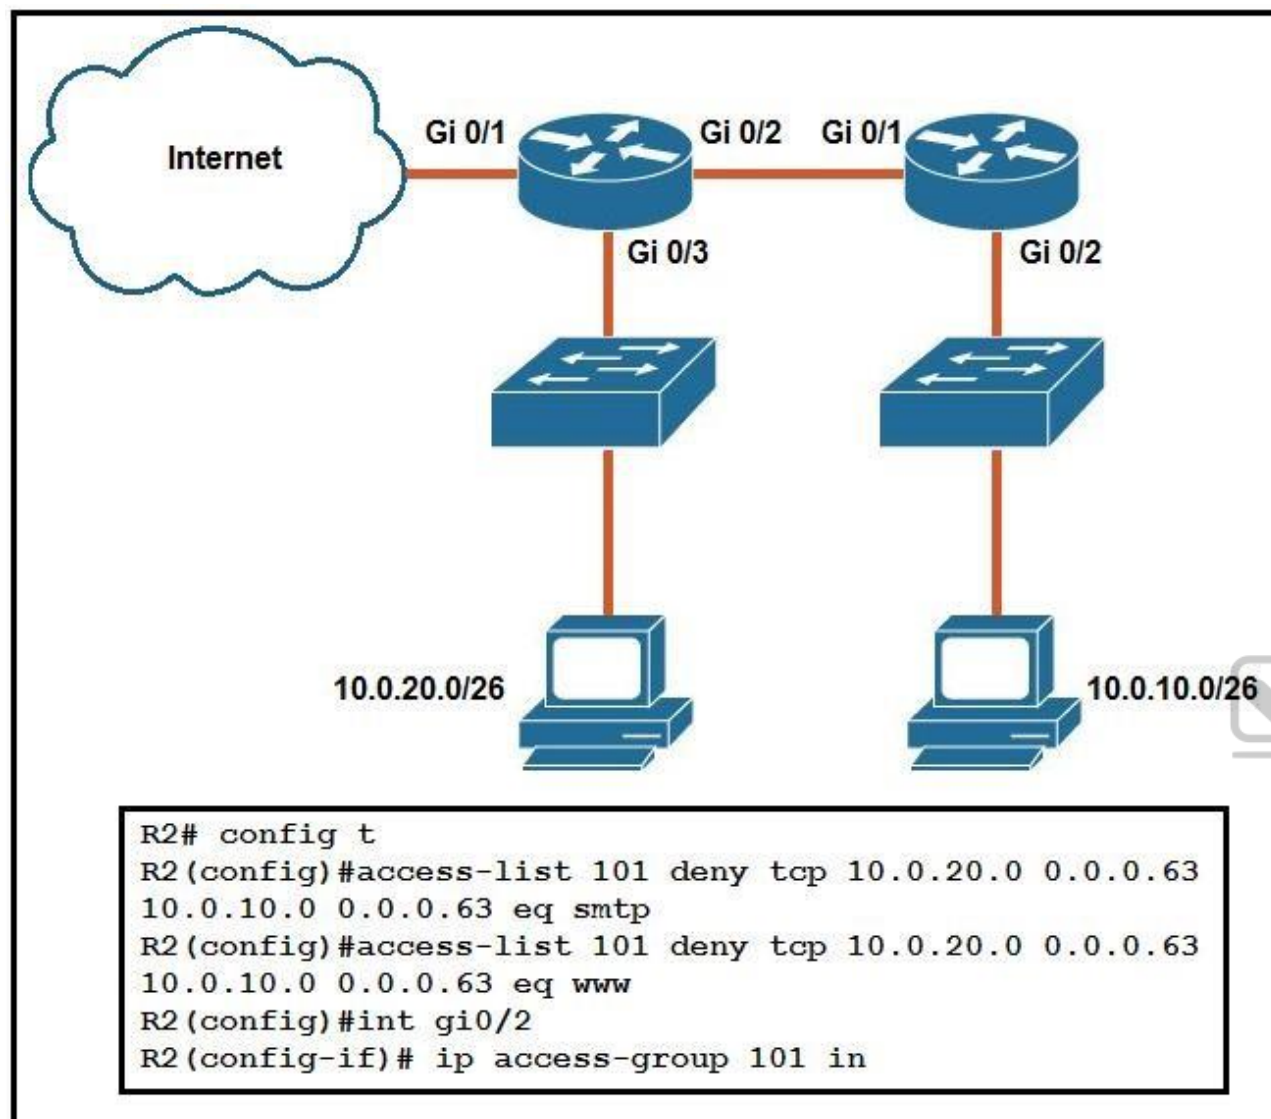 Internet
Gi 0/1
Gi 0/2
Gi 0/1
Gi 0/3
Gi 0/2
10.0.20.0/26
10.0.10.0/26
R2# config t
R2(config)#access-list 101 deny tcp 10.0.20.0 0.0.0.63
10.0.10.0 0.0.0.63 eq smtp
R2(config)#access-list 101 deny tcp 10.0.20.0 0.0.0.63
10.0.10.0 0.0.0.63 eq www
R2(config)#int gi0/2
R2(config-if)# ip access-group 101 in